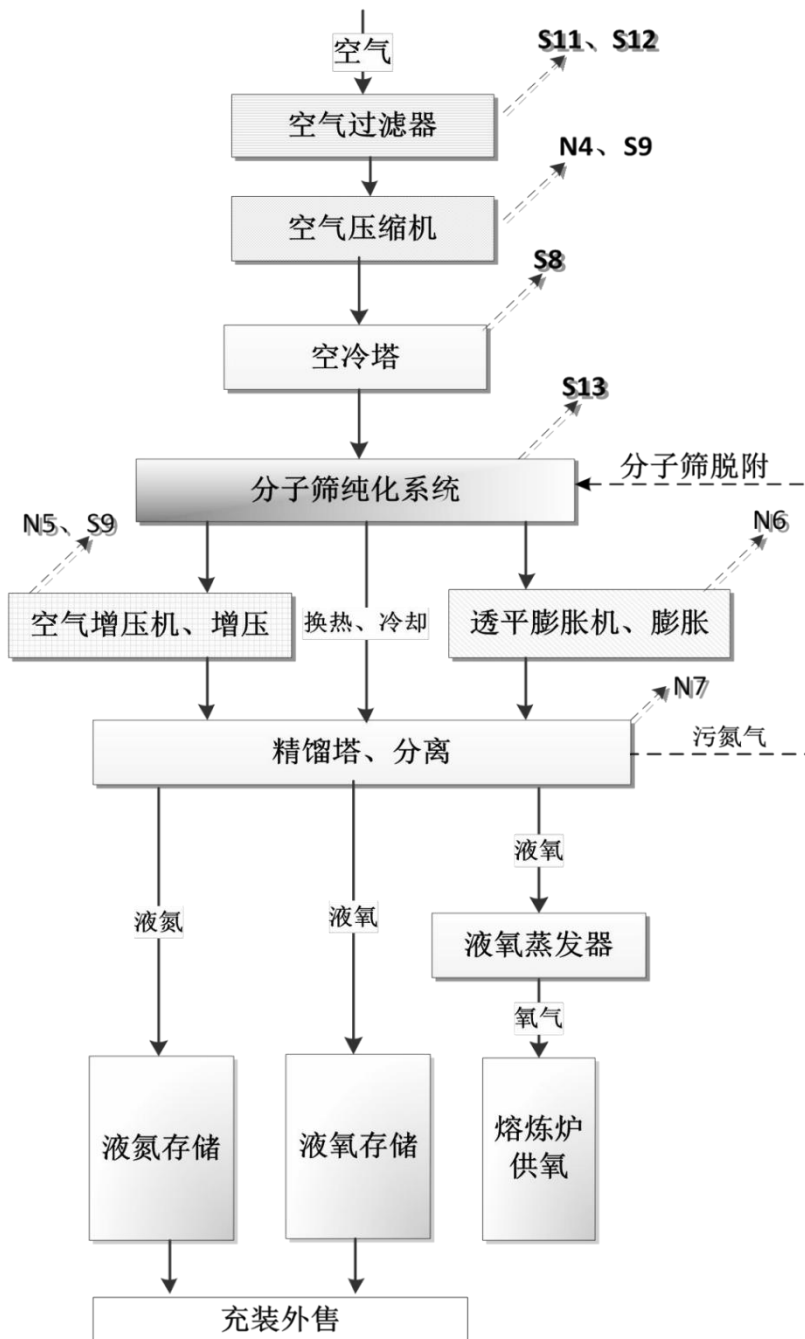 空气
S11、S12
空气过滤器
N4、S9
空气压缩机
S8
空冷塔
S13
分子筛纯化系统
分子筛脱附
N5、S9
N6
空气增压机、增压
换热、冷却
透平膨胀机、膨胀
N7
精馏塔、分离
污氮气
液氮
液氧
液氧
液氧蒸发器
氧气
液氮存储
液氧存储
熔炼炉
供氧
充装外售